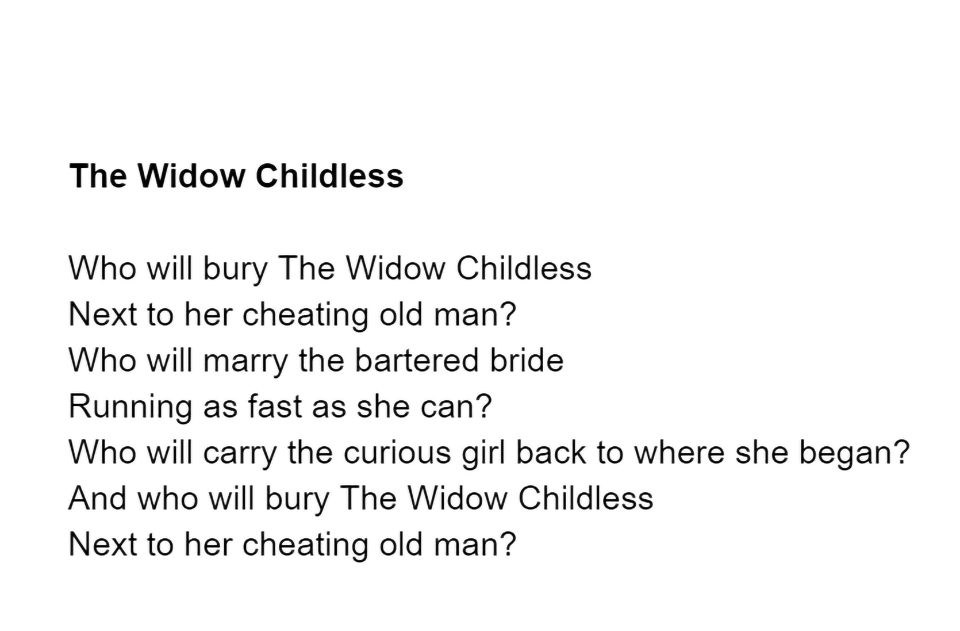 The Widow Childless
Who will bury The Widow Childless
Next to her cheating old man?
Who will marry the bartered bride
Running as fast as she can?
Who will carry the curious girl back to where she began?
And who will bury The Widow Childless
Next to her cheating old man?